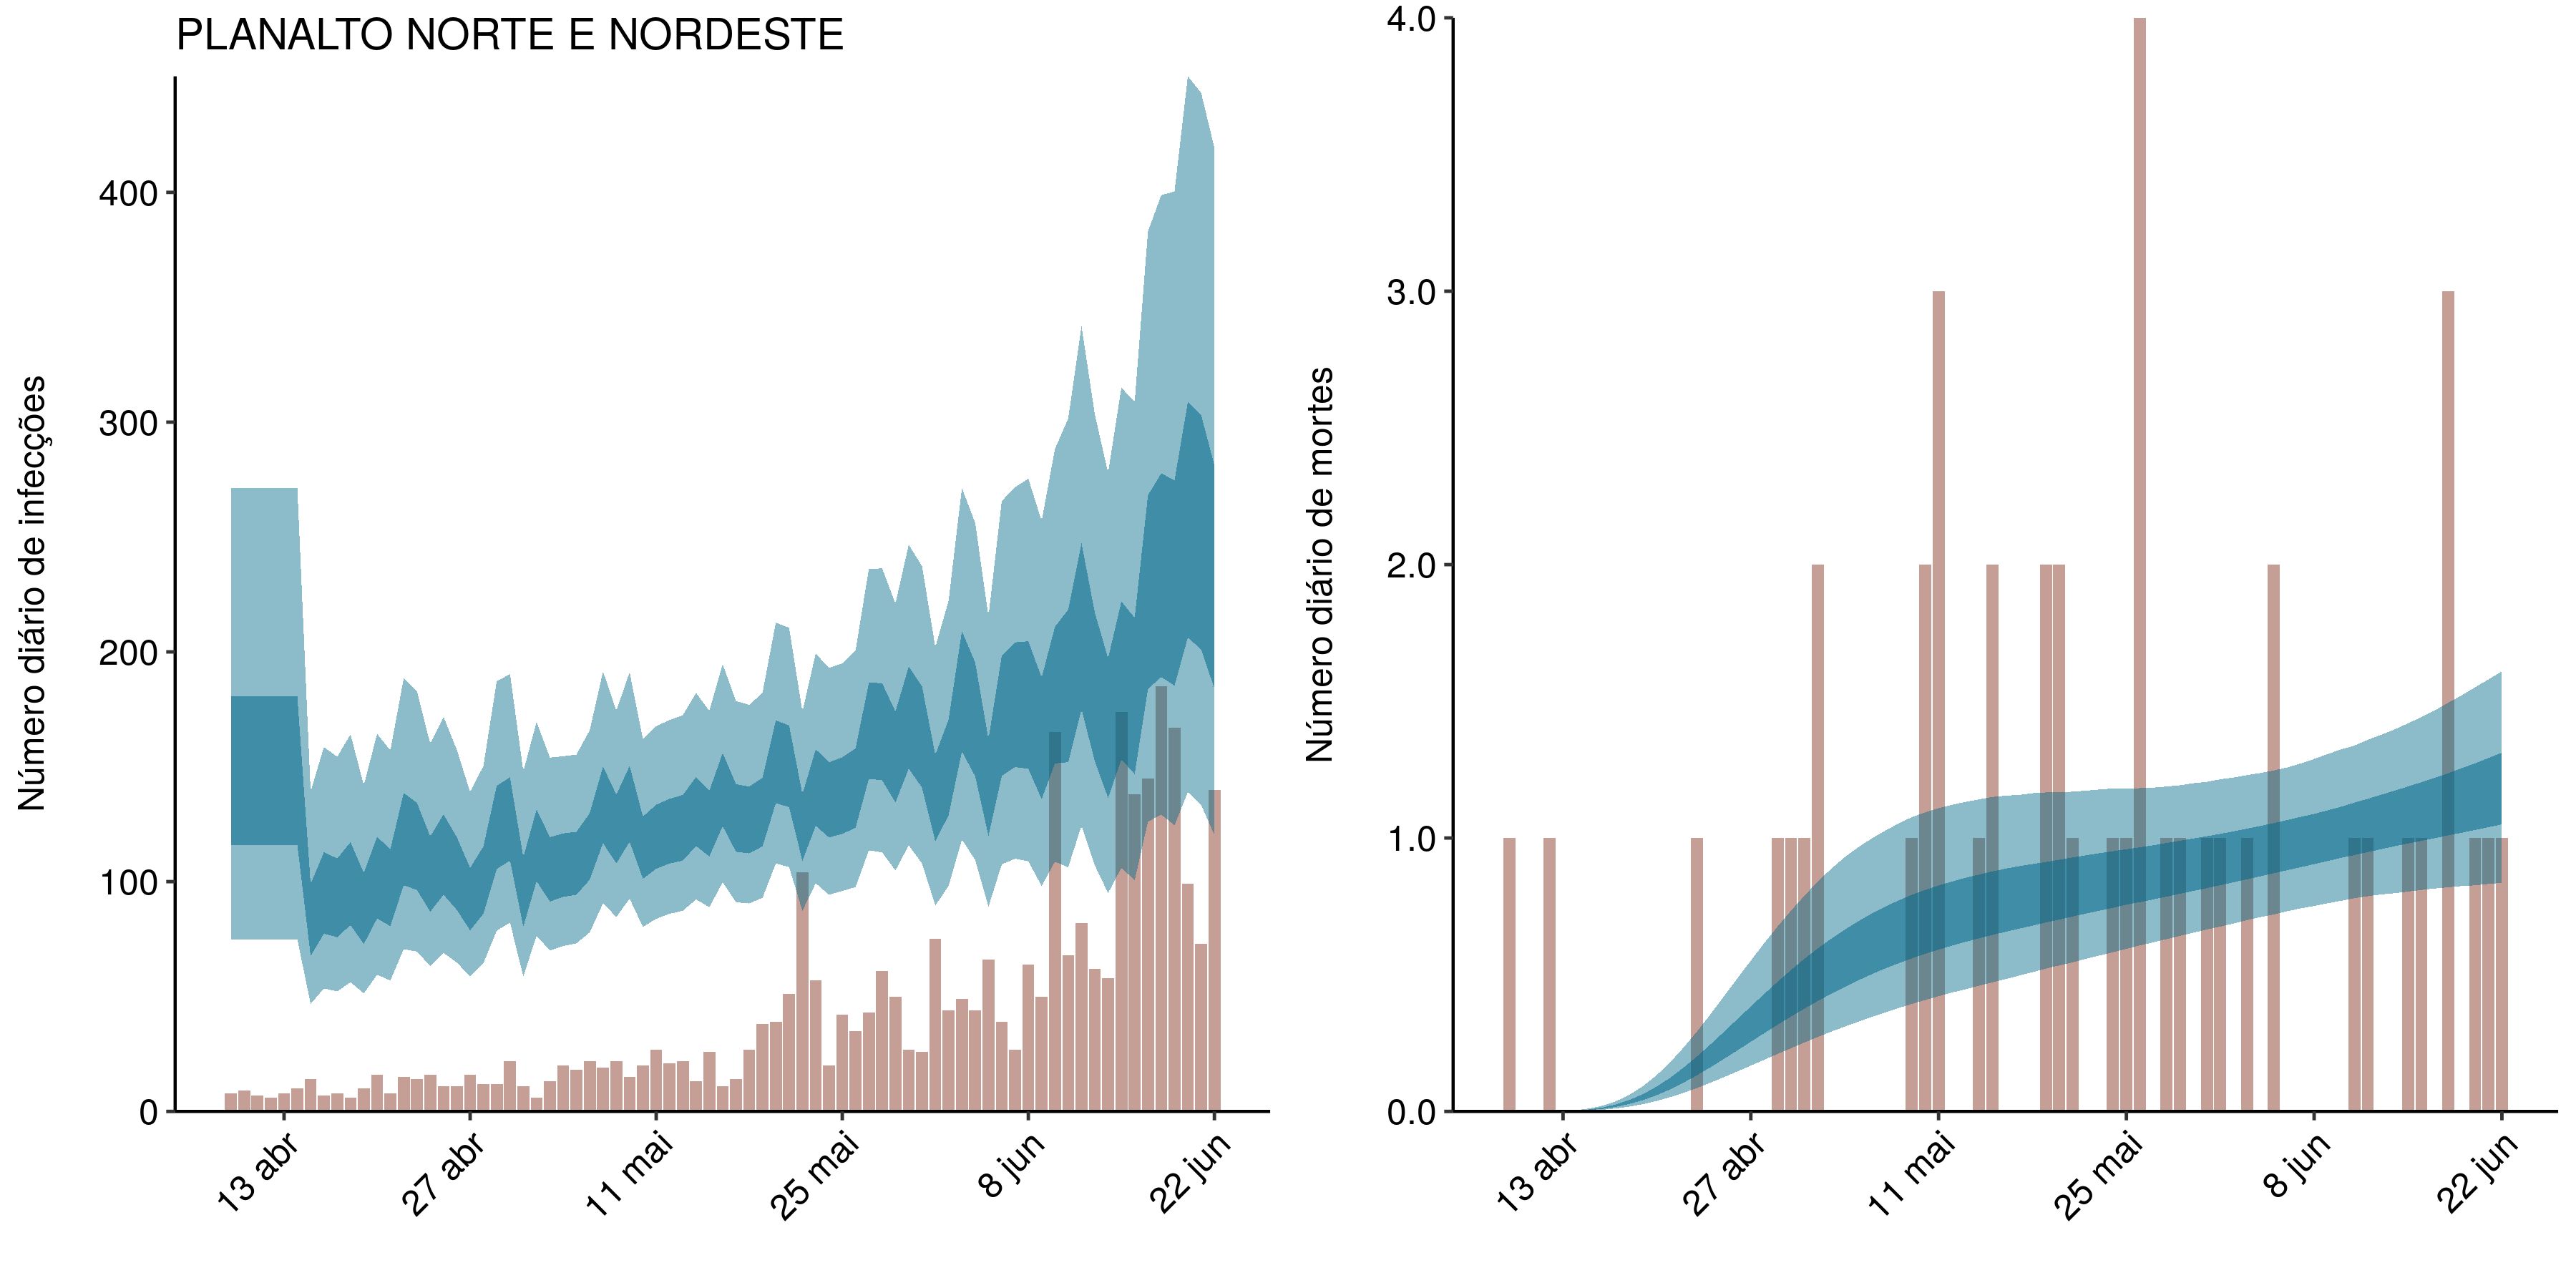 PLANALTO NORTE E NORDESTE
Número diário de infecções
400
300
200
100
0
13 abr
27 abr
11 mai
25 mai
8 jun
22 jun
Número diário de mortes
4.0
3.0
2.0
1.0
0.0
13 abr
27 abr
11 mai
25 mai
8 jun
22 jun